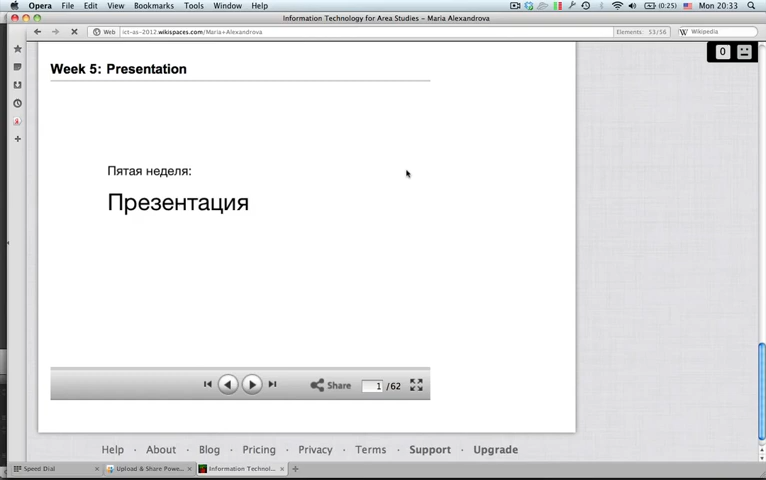 Opera File Edit View Bookmarks Tools Window Help (0:25) Mon 20:33
Information Technology for Area Studies – Maria Alexandrova
Web ict-as-2012.wikispaces.com/Maria+Alexandrova Elements: 53/56 Wikipedia
0
Week 5: Presentation
Пятая неделя:
Презентация
Share 1 /62
Help · About · Blog · Pricing · Privacy · Terms · Support · Upgrade
Speed Dial Upload & Share Powe... Information Technol...